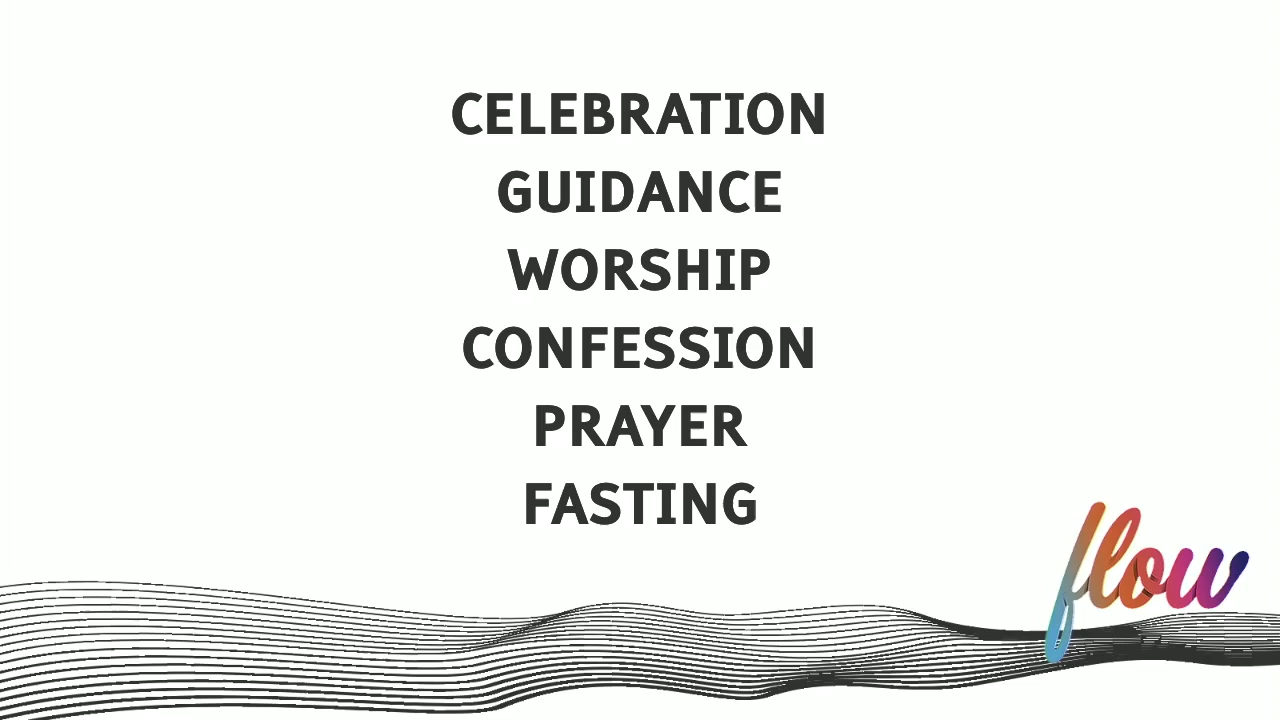 CELEBRATION
GUIDANCE
WORSHIP
CONFESSION
PRAYER
FASTING
flow